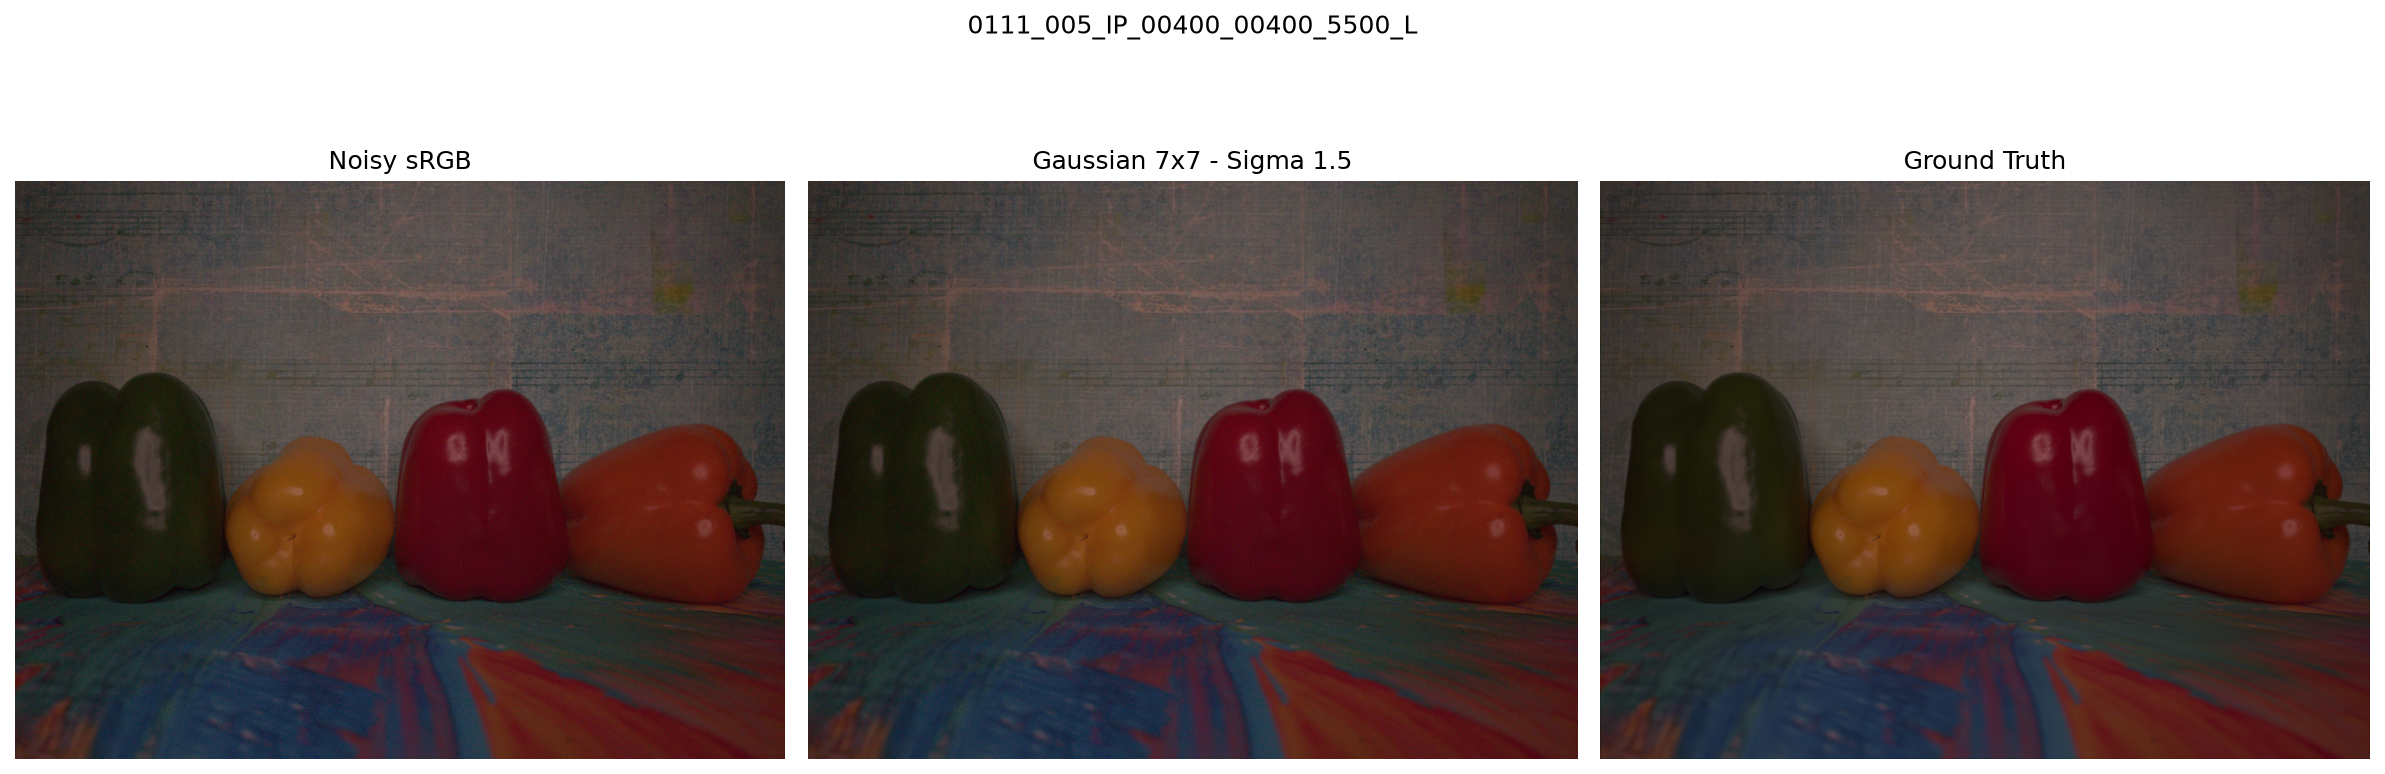 0111_005_IP_00400_00400_5500_L
Noisy sRGB
Gaussian 7x7 - Sigma 1.5
Ground Truth